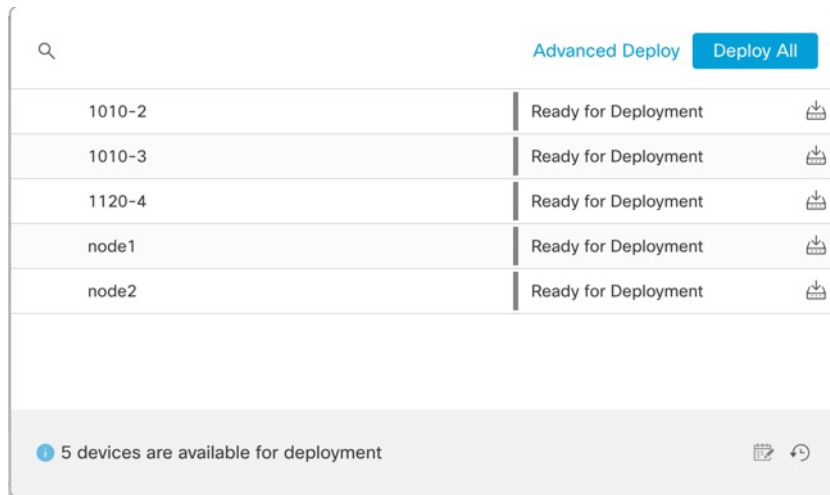 Advanced Deploy Deploy All
1010-2 Ready for Deployment
1010-3 Ready for Deployment
1120-4 Ready for Deployment
node1 Ready for Deployment
node2 Ready for Deployment
5 devices are available for deployment